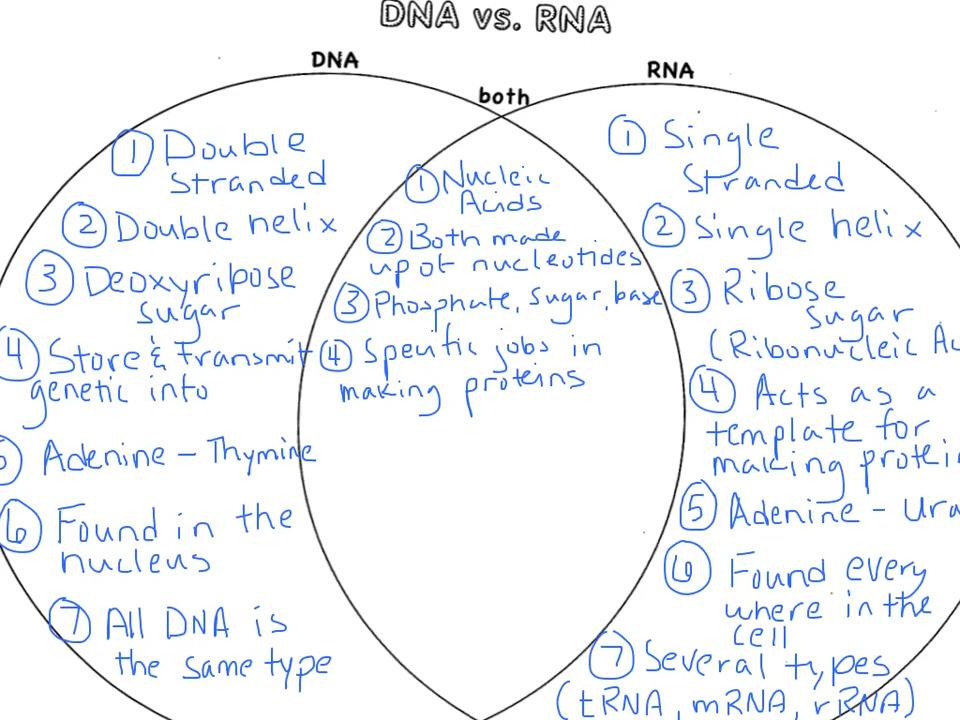 DNA vs. RNA
DNA
both
RNA
① Double
Stranded
② Double helix
③ Deoxyribose
sugar
④ Store & Transmit
genetic info
Adenine - Thymine
⑥ Found in the
nucleus
⑦ All DNA is
the same type
① Nucleic
Acids
② Both made
up of nucleotides
③ Phosphate, sugar, base
④ Specific jobs in
making proteins
① Single
Stranded
② Single helix
③ Ribose
sugar
(Ribonucleic Ac
④ Acts as a
template for
making protein
⑤ Adenine - Ura
⑥ Found every
where in the
cell
⑦ Several types
(tRNA, mRNA, rRNA)